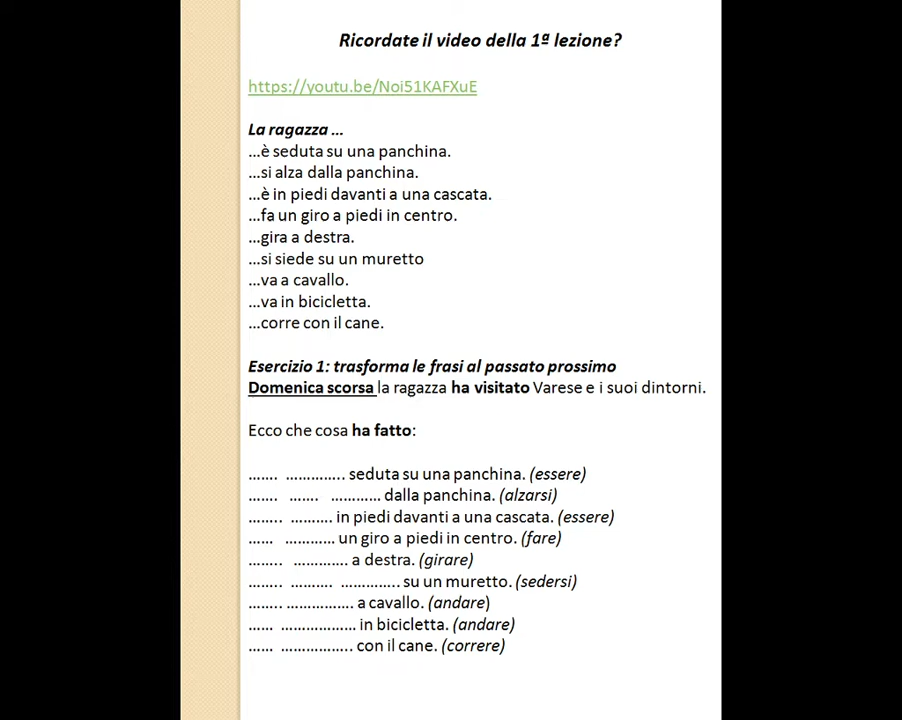 Ricordate il video della 1ª lezione?
https://youtu.be/Noi51KAFXuE
La ragazza ...
...è seduta su una panchina.
...si alza dalla panchina.
...è in piedi davanti a una cascata.
...fa un giro a piedi in centro.
...gira a destra.
...si siede su un muretto
...va a cavallo.
...va in bicicletta.
...corre con il cane.
Esercizio 1: trasforma le frasi al passato prossimo
Domenica scorsa la ragazza ha visitato Varese e i suoi dintorni.
Ecco che cosa ha fatto:
……. ………….. seduta su una panchina. (essere)
……. ……. ………… dalla panchina. (alzarsi)
…….. ………. in piedi davanti a una cascata. (essere)
…… ………… un giro a piedi in centro. (fare)
…….. …………. a destra. (girare)
…….. ………. ………….. su un muretto. (sedersi)
…….. ……………. a cavallo. (andare)
…… ………………… in bicicletta. (andare)
…… …………….. con il cane. (correre)